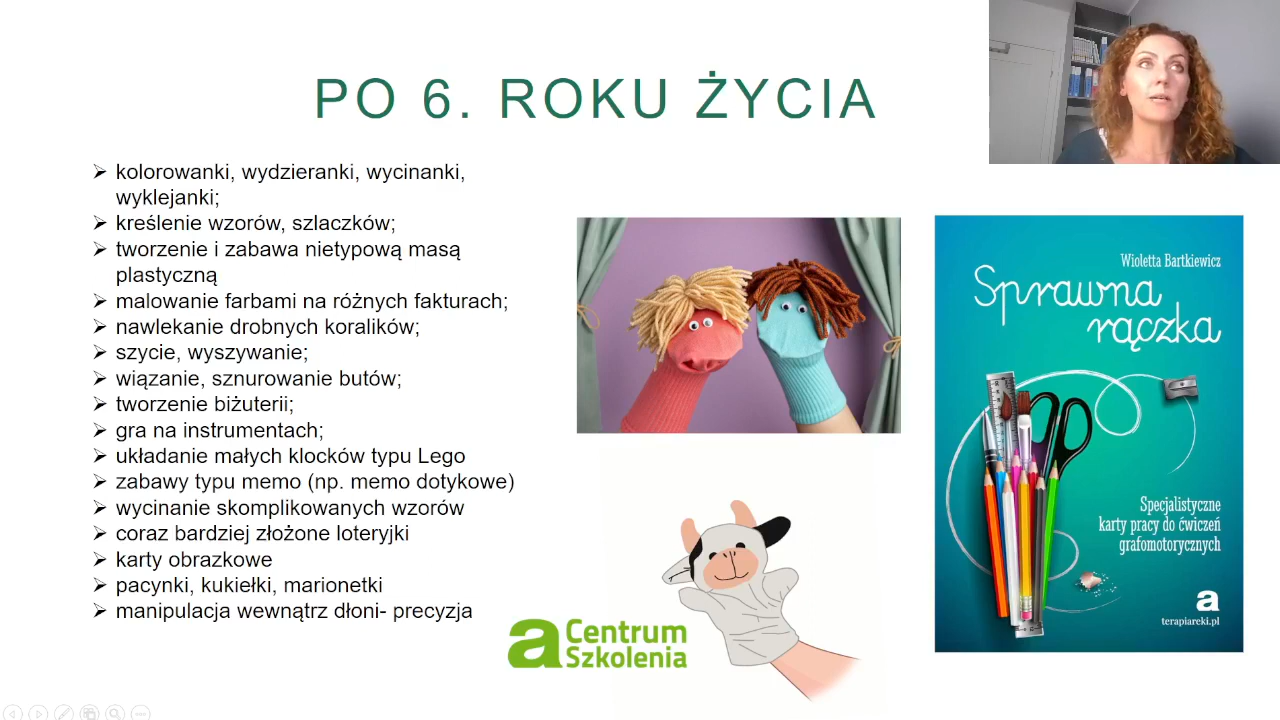 PO 6. ROKU ŻYCIA
kolorowanki, wydzieranki, wycinanki,
wyklejanki;
kreślenie wzorów, szlaczków;
tworzenie i zabawa nietypową masą
plastyczną
malowanie farbami na różnych fakturach;
nawlekanie drobnych koralików;
szycie, wyszywanie;
wiązanie, sznurowanie butów;
tworzenie biżuterii;
gra na instrumentach;
układanie małych klocków typu Lego
zabawy typu memo (np. memo dotykowe)
wycinanie skomplikowanych wzorów
coraz bardziej złożone loteryjki
karty obrazkowe
pacynki, kukiełki, marionetki
manipulacja wewnątrz dłoni- precyzja
a Centrum
Szkolenia
Wioletta Bartkiewicz
Sprawna
rączka
Specjalistyczne
karty pracy do ćwiczeń
grafomotorycznych
a
terapiareki.pl